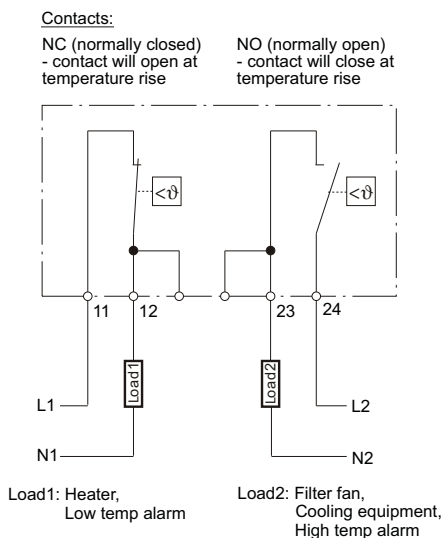 Contacts:
NC (normally closed)
- contact will open at
temperature rise
NO (normally open)
- contact will close at
temperature rise
<ϑ
<ϑ
11
12
23
24
Load1
Load2
L1
L2
N1
N2
Load1: Heater,
Low temp alarm
Load2: Filter fan,
Cooling equipment,
High temp alarm